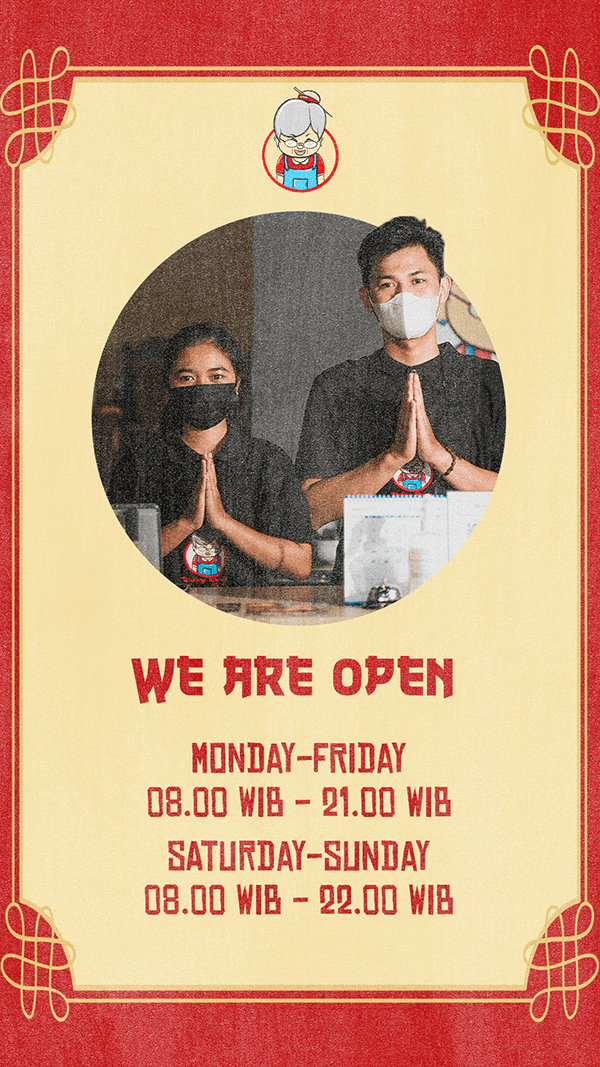 WE ARE OPEN
MONDAY-FRIDAY
08.00 WIB - 21.00 WIB
SATURDAY-SUNDAY
08.00 WIB - 22.00 WIB